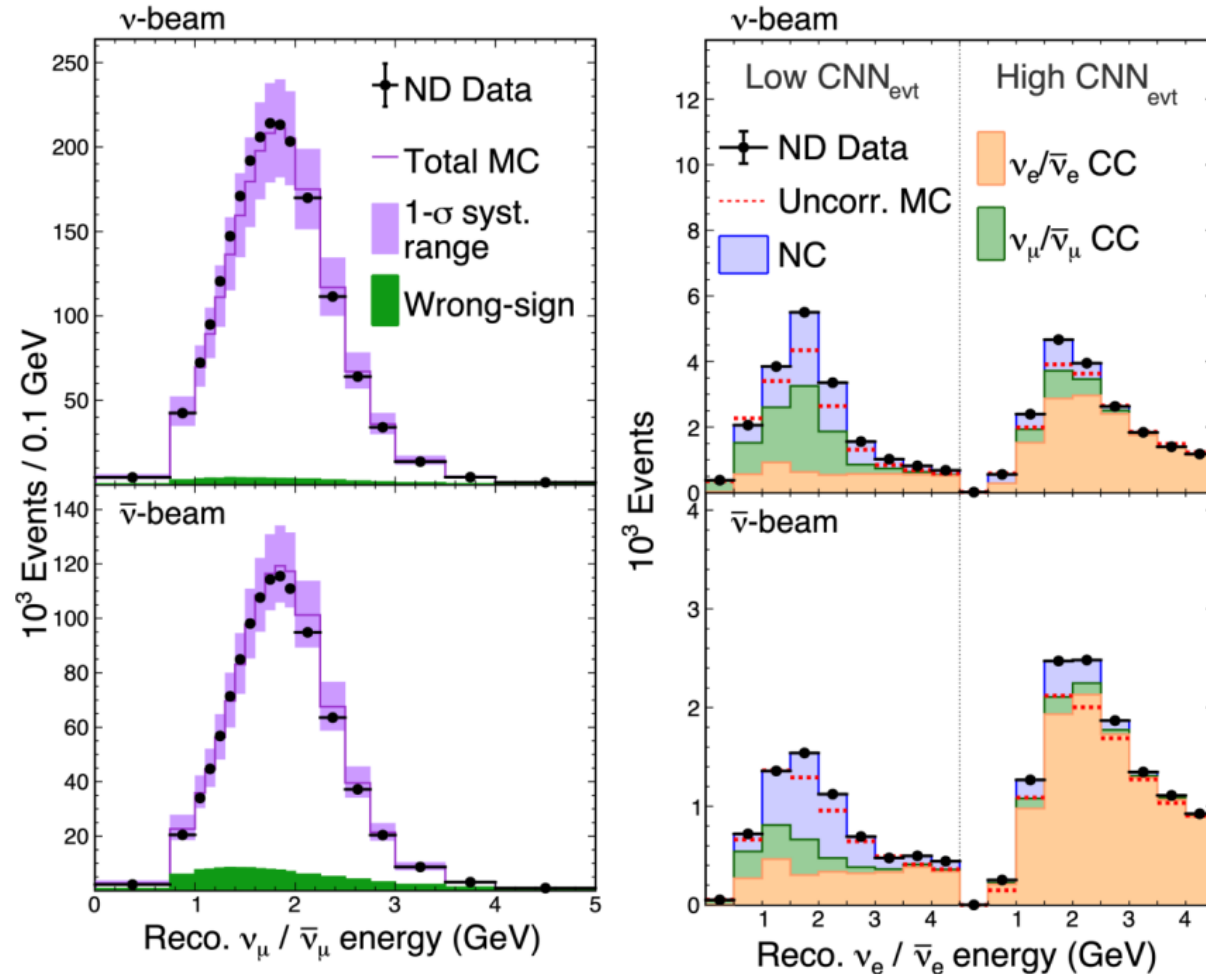 ν-beam
250
200
150
100
50
ND Data
Total MC
1-σ syst.
range
Wrong-sign
ν̅-beam
140
120
100
80
60
40
20
0 1 2 3 4 5
10³ Events / 0.1 GeV
Reco. ν_μ / ν̅_μ energy (GeV)
ν-beam
Low CNN_evt
High CNN_evt
12
10
8
6
4
2
0
ND Data
Uncorr. MC
NC
ν_e/ν̅_e CC
ν_μ/ν̅_μ CC
ν̅-beam
4
3
2
1
0
1 2 3 4 1 2 3 4
10³ Events
Reco. ν_e / ν̅_e energy (GeV)